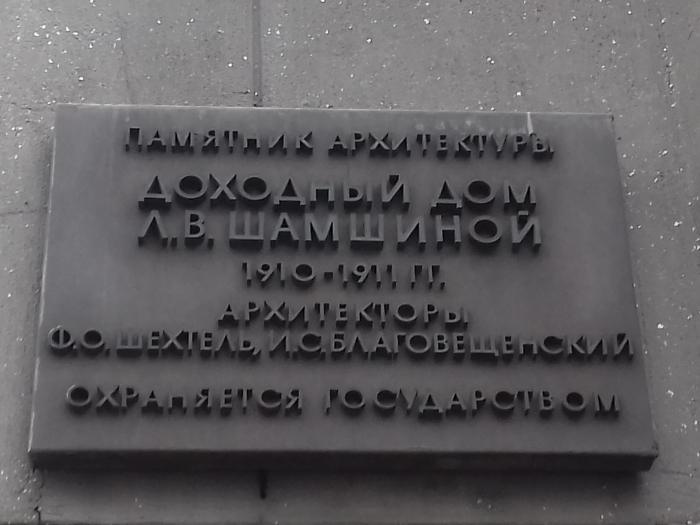 ПАМЯТНИК АРХИТЕКТУРЫ
ДОХОДНЫЙ ДОМ
Л.В. ШАМШИНОЙ
1910-1911 ГГ.
АРХИТЕКТОРЫ
Ф.О. ШЕХТЕЛЬ, И.С. БЛАГОВЕЩЕНСКИЙ
ОХРАНЯЕТСЯ ГОСУДАРСТВОМ